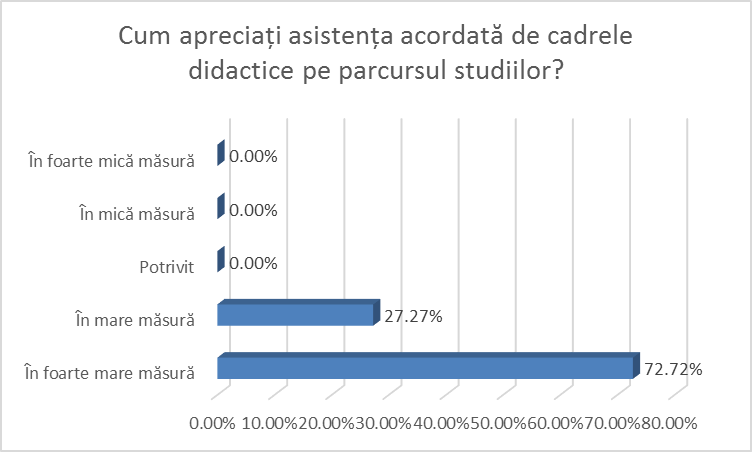 Cum apreciați asistența acordată de cadrele
didactice pe parcursul studiilor?
În foarte mică măsură 0.00%
În mică măsură 0.00%
Potrivit 0.00%
În mare măsură 27.27%
În foarte mare măsură 72.72%
0.00% 10.00% 20.00% 30.00% 40.00% 50.00% 60.00% 70.00% 80.00%